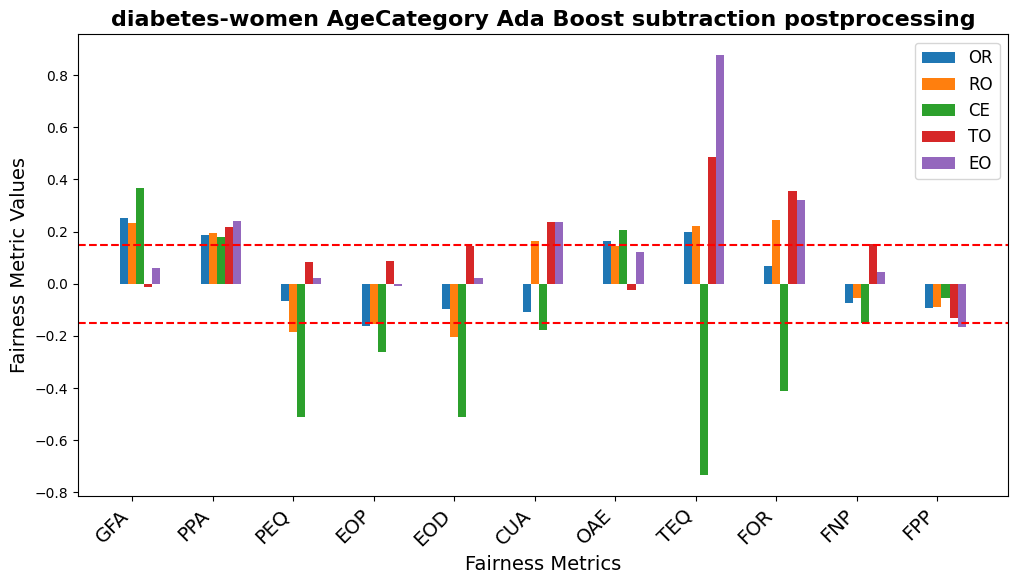 diabetes-women AgeCategory Ada Boost subtraction postprocessing
OR
RO
CE
TO
EO
Fairness Metric Values
0.8
0.6
0.4
0.2
0.0
−0.2
−0.4
−0.6
−0.8
GFA PPA PEQ EOP EOD CUA OAE TEQ FOR FNP FPP
Fairness Metrics